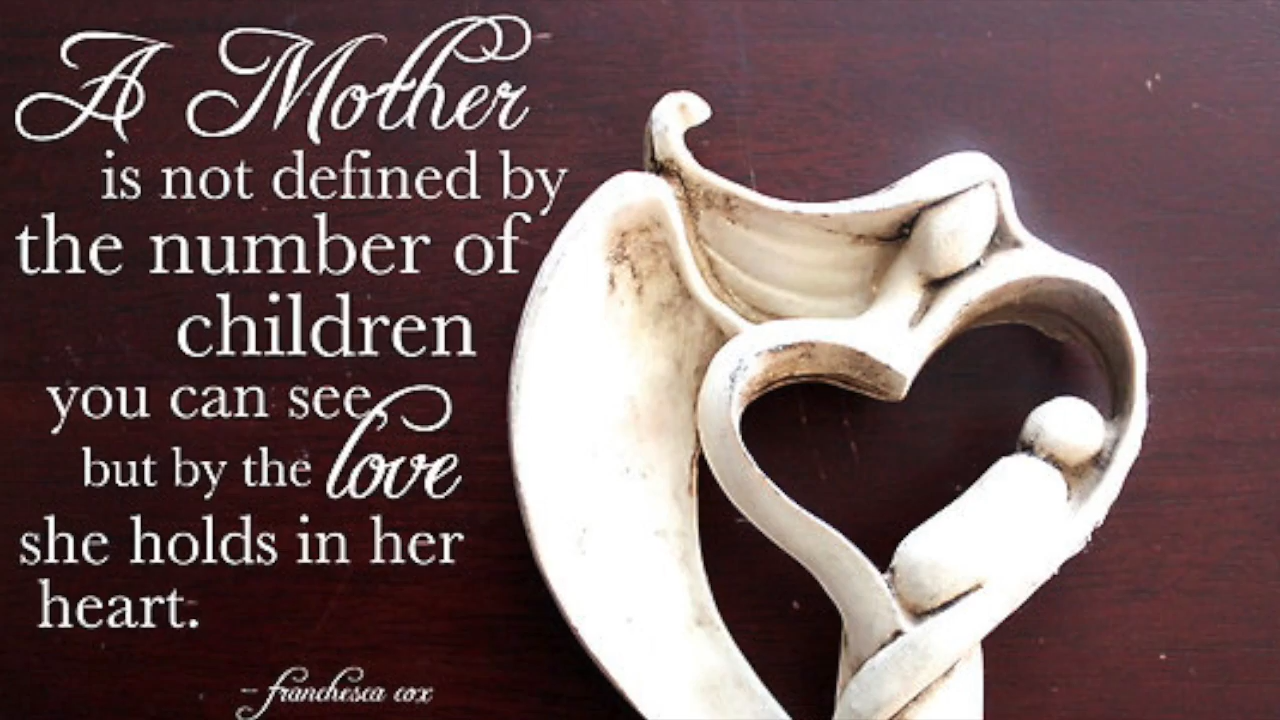 A Mother
is not defined by
the number of
children
you can see,
but by the love
she holds in her
heart.
- franchesca cox